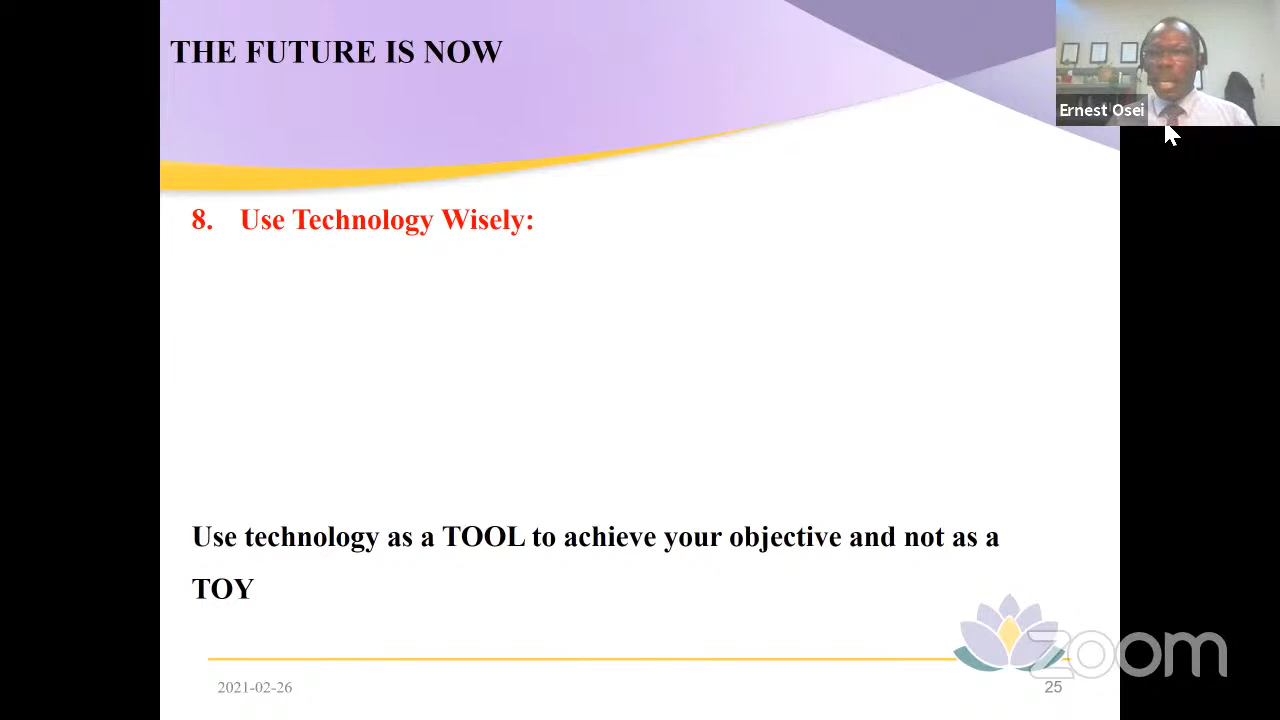 THE FUTURE IS NOW
Ernest Osei
8. Use Technology Wisely:
Use technology as a TOOL to achieve your objective and not as a
TOY
zoom
2021-02-26
25